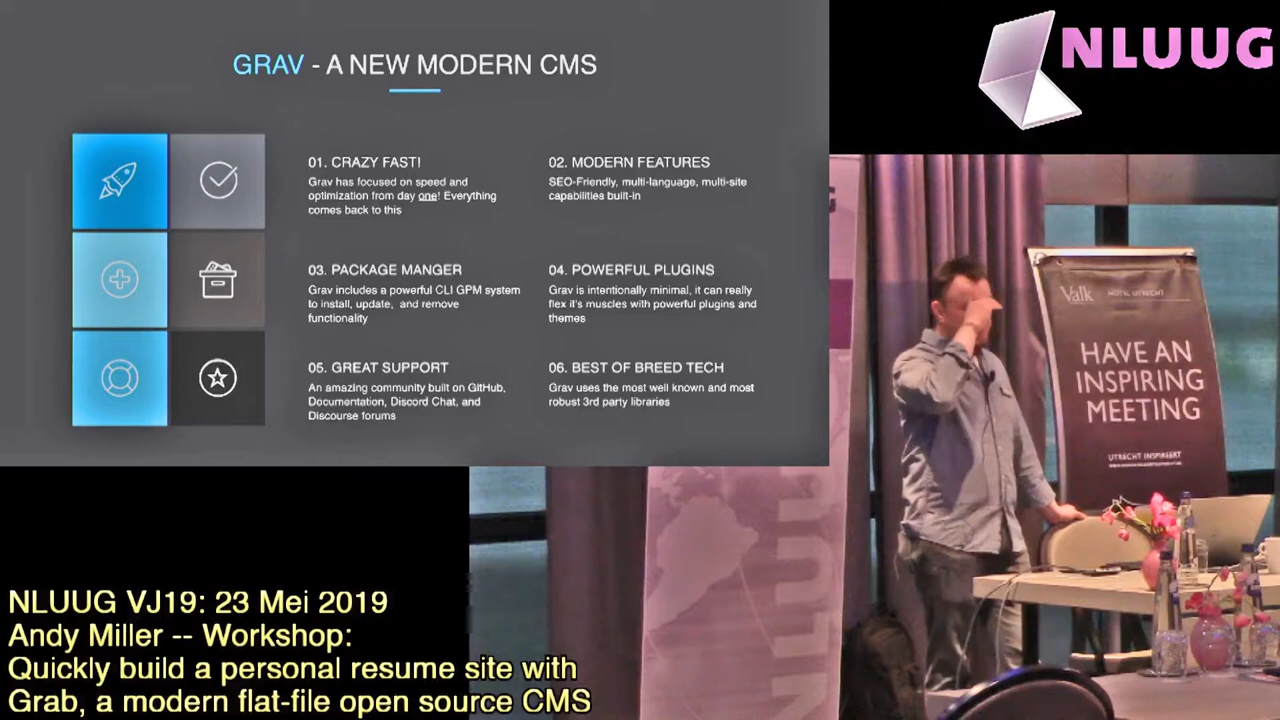 GRAV - A NEW MODERN CMS
01. CRAZY FAST!
Grav has focused on speed and
optimization from day one! Everything
comes back to this
02. MODERN FEATURES
SEO-Friendly, multi-language, multi-site
capabilities built-in
03. PACKAGE MANGER
Grav includes a powerful CLI GPM system
to install, update, and remove
functionality
04. POWERFUL PLUGINS
Grav is intentionally minimal, it can really
flex it's muscles with powerful plugins and
themes
05. GREAT SUPPORT
An amazing community built on GitHub,
Documentation, Discord Chat, and
Discourse forums
06. BEST OF BREED TECH
Grav uses the most well known and most
robust 3rd party libraries
NLUUG
Valk HOTEL UTRECHT
HAVE AN
INSPIRING
MEETING
UTRECHT INSPIREERT
NLUUG
NLUUG VJ19: 23 Mei 2019
Andy Miller -- Workshop:
Quickly build a personal resume site with
Grab, a modern flat-file open source CMS